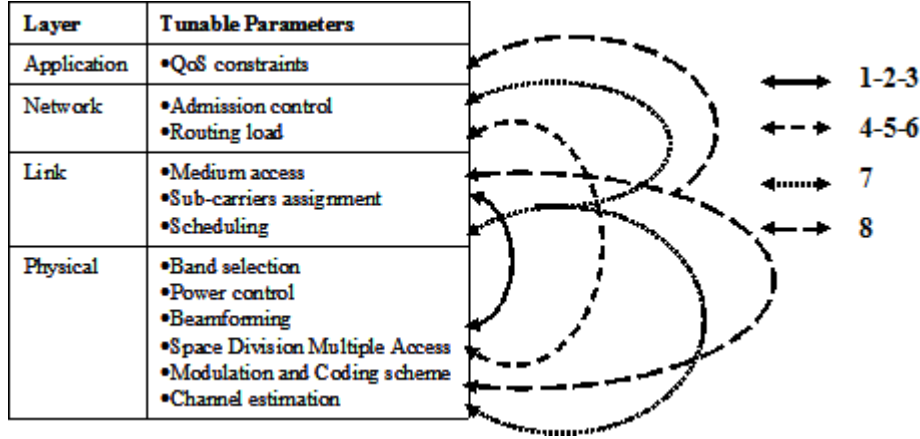 Layer Tunable Parameters
Application •QoS constraints
Network •Admission control
•Routing load
Link •Medium access
•Sub-carriers assignment
•Scheduling
Physical •Band selection
•Power control
•Beamforming
•Space Division Multiple Access
•Modulation and Coding scheme
•Channel estimation
1-2-3
4-5-6
7
8